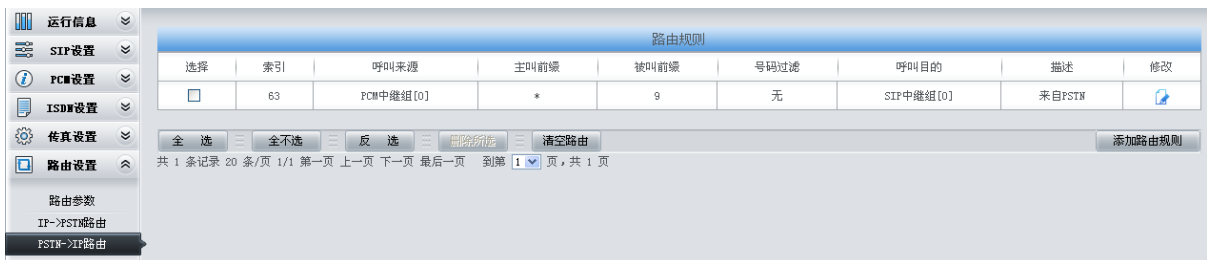 运行信息
SIP设置
PCM设置
ISDN设置
传真设置
路由设置
路由参数
IP->PSTN路由
PSTN->IP路由
路由规则
选择 索引 呼叫来源 主叫前缀 被叫前缀 号码过滤 呼叫目的 描述 修改
63 PCM中继组[0] * 9 无 SIP中继组[0] 来自PSTN
全 选 全不选 反 选 删除所选 清空路由 添加路由规则
共 1 条记录 20 条/页 1/1 第一页 上一页 下一页 最后一页 到第 1 页,共 1 页